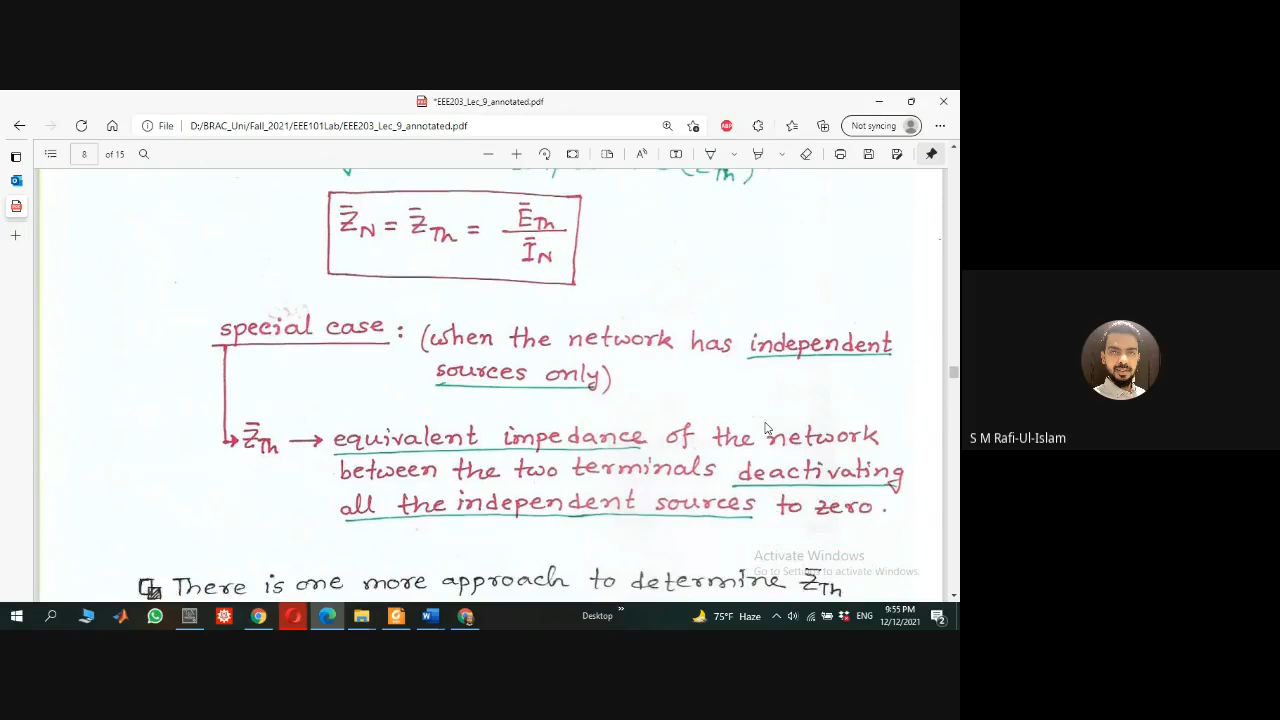 *EEE203_Lec_9_annotated.pdf
File D:/BRAC_Uni/Fall_2021/EEE101Lab/EEE203_Lec_9_annotated.pdf
Not syncing
8 of 15
Z̄N = Z̄Th = ĒTh / ĪN
special case : (when the network has independent
sources only)
Z̄Th → equivalent impedance of the network
between the two terminals deactivating
all the independent sources to zero.
There is one more approach to determine Z̄Th
Activate Windows
Go to Settings to activate Windows.
S M Rafi-Ul-Islam
Desktop
75°F Haze
ENG
9:55 PM
12/12/2021
2